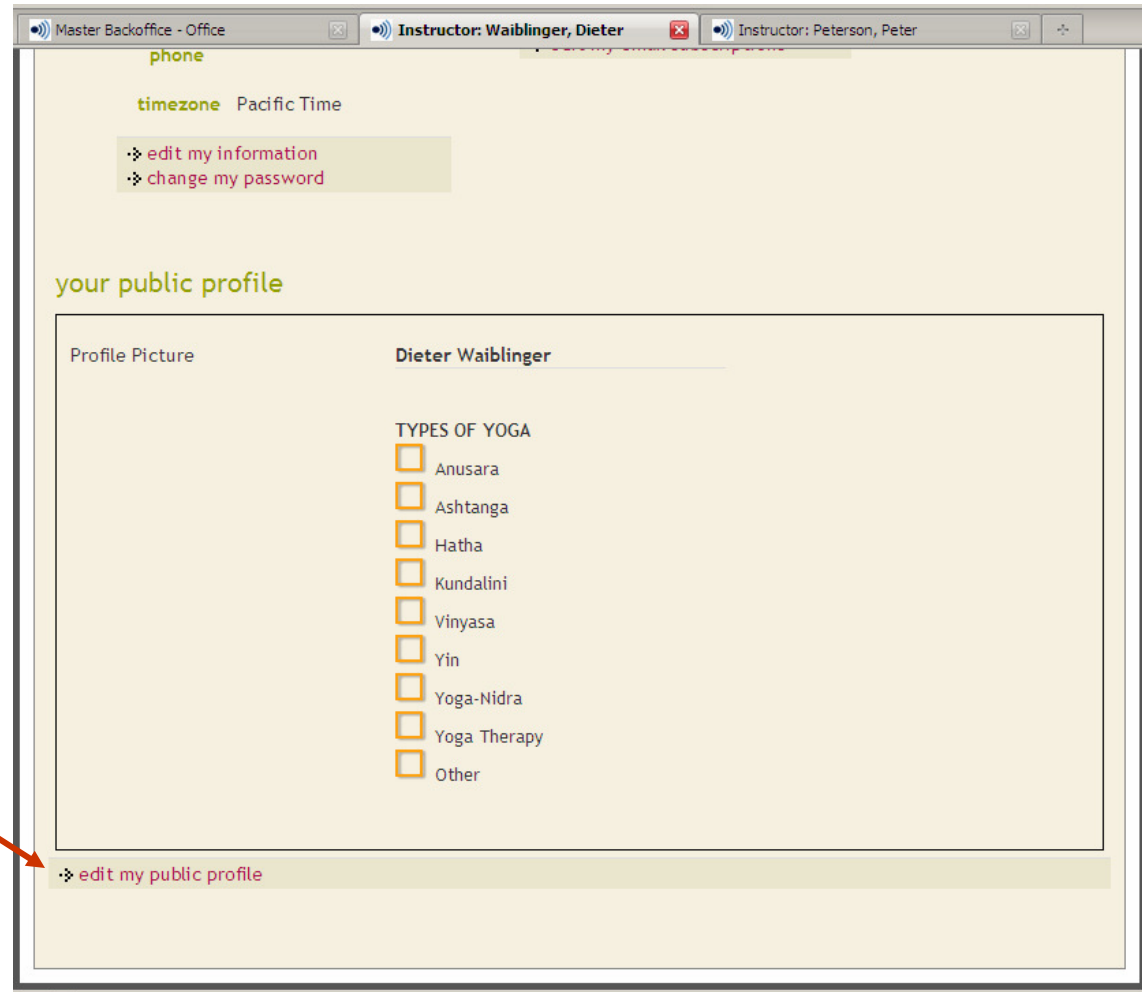 Master Backoffice - Office
Instructor: Waiblinger, Dieter
Instructor: Peterson, Peter
phone
timezone Pacific Time
edit my information
change my password
your public profile
Profile Picture
Dieter Waiblinger
TYPES OF YOGA
Anusara
Ashtanga
Hatha
Kundalini
Vinyasa
Yin
Yoga-Nidra
Yoga Therapy
Other
edit my public profile